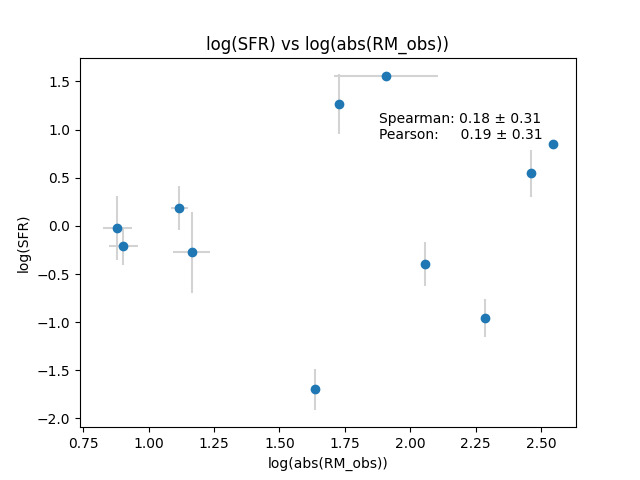 log(SFR) vs log(abs(RM_obs))
1.5
1.0
0.5
0.0
−0.5
−1.0
−1.5
−2.0
log(SFR)
Spearman: 0.18 ± 0.31
Pearson: 0.19 ± 0.31
0.75 1.00 1.25 1.50 1.75 2.00 2.25 2.50
log(abs(RM_obs))